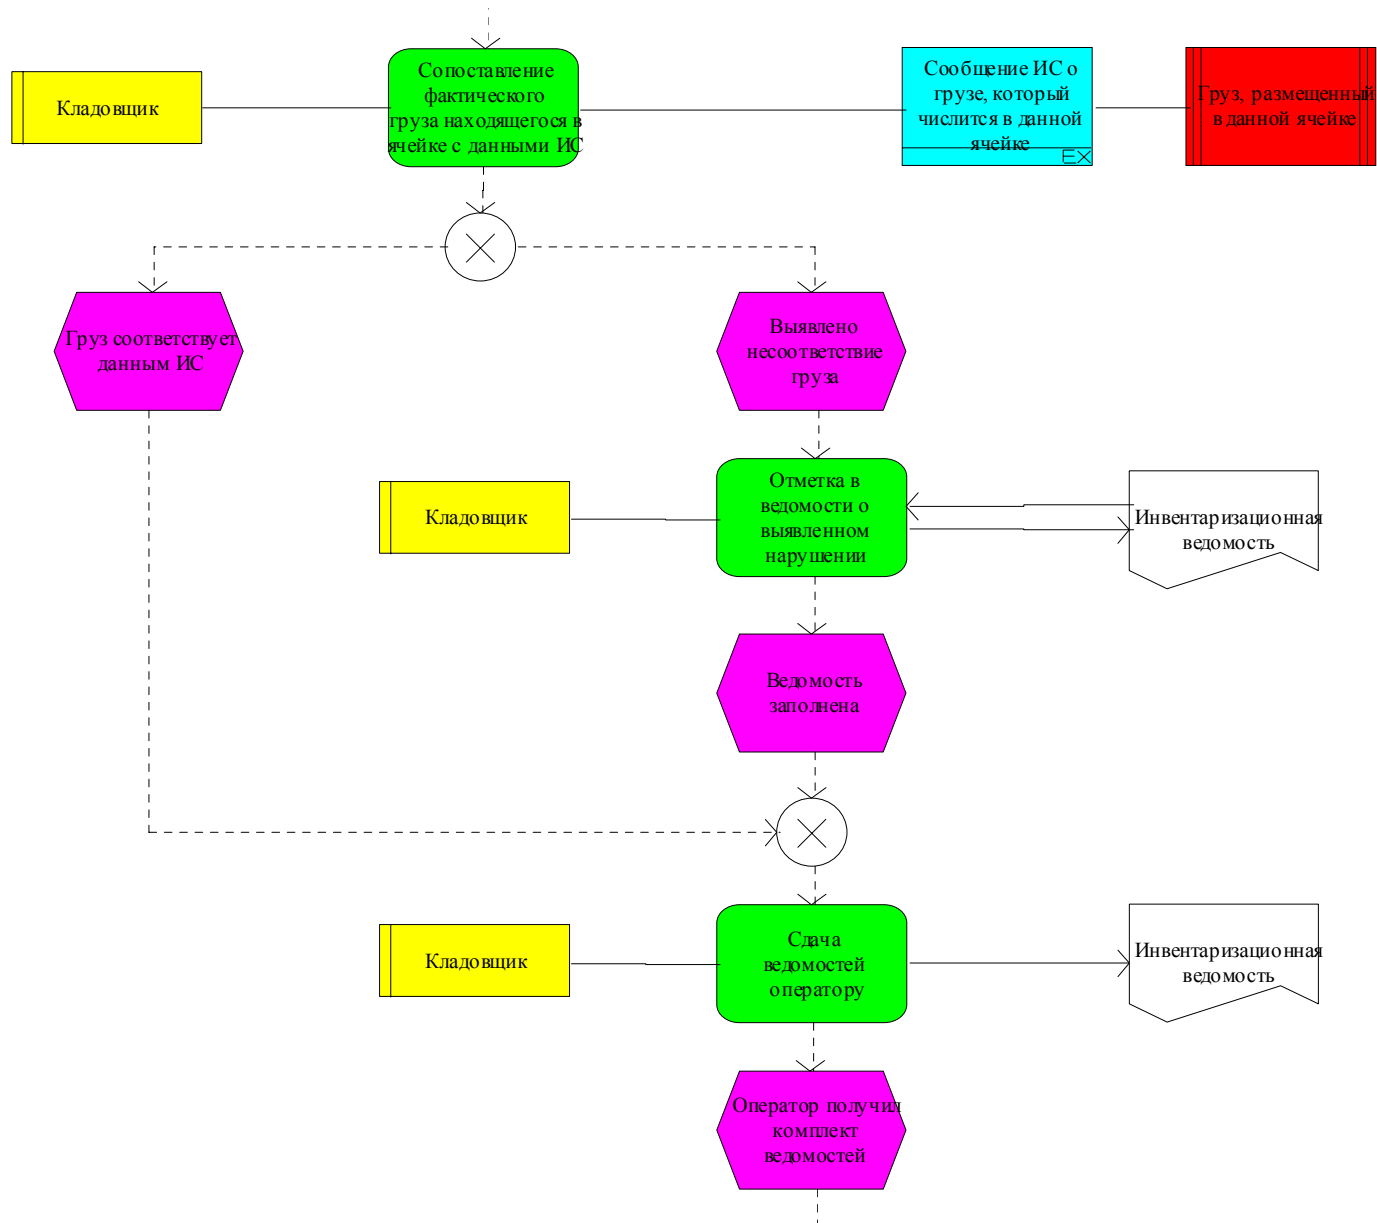 Кладовщик
Сопоставление
фактического
груза находящегося в
ячейке с данными ИС
Сообщение ИС о
грузе, который
числится в данной
ячейке
EX
Груз, размещенный
в данной ячейке
Груз соответствует
данным ИС
Выявлено
несоответствие
груза
Кладовщик
Отметка в
ведомости о
выявленном
нарушении
Инвентаризационная
ведомость
Ведомость
заполнена
Кладовщик
Сдача
ведомостей
оператору
Инвентаризационная
ведомость
Оператор получил
комплект
ведомостей